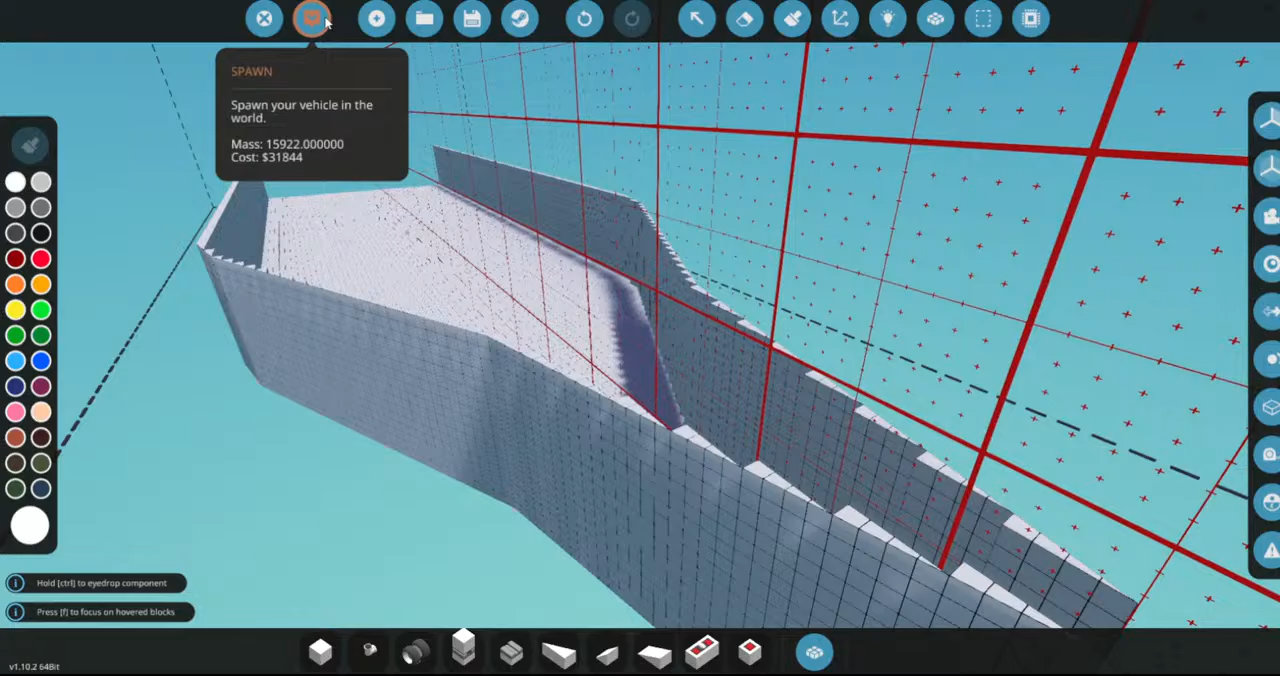 SPAWN
Spawn your vehicle in the
world.
Mass: 15922.000000
Cost: $31844
Hold [ctrl] to eyedrop component
Press [f] to focus on hovered blocks
v1.10.2 64Bit